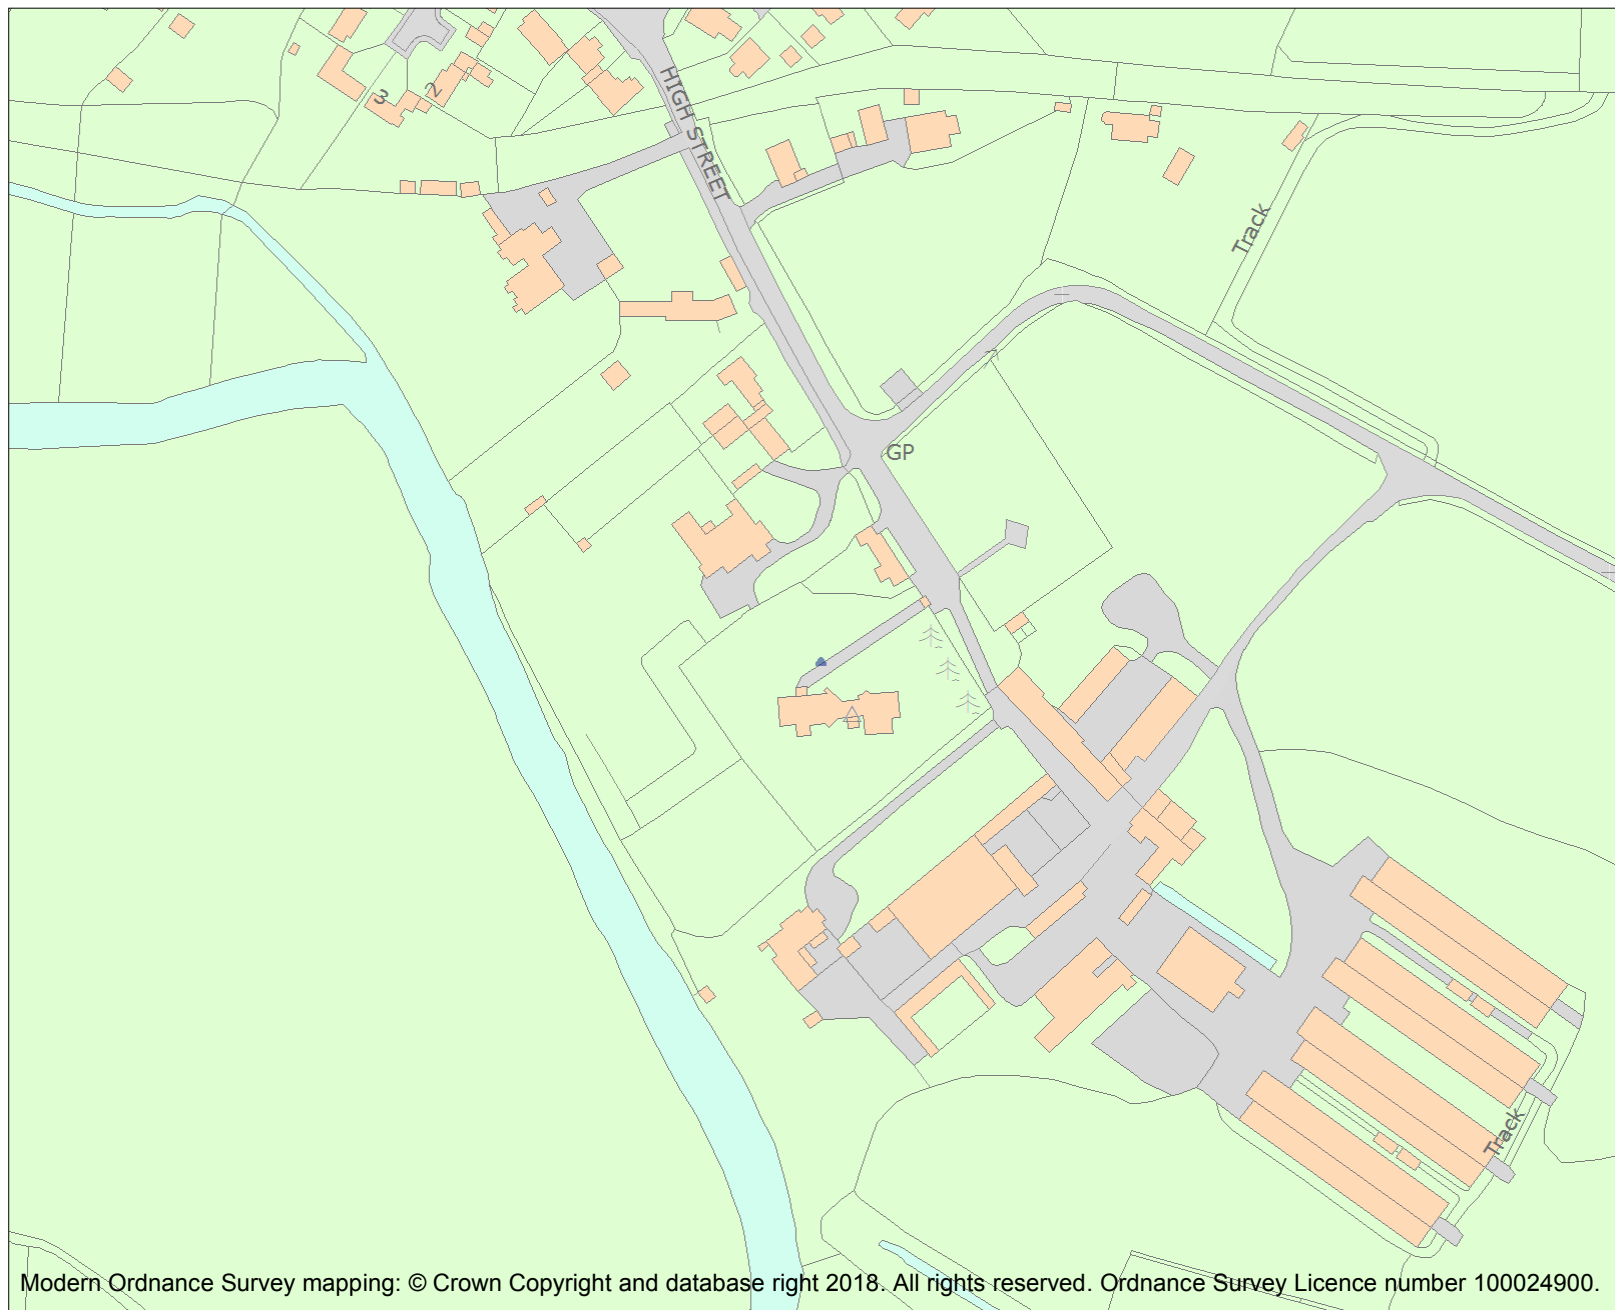 3
2
HIGH STREET
Track
GP
Track
Modern Ordnance Survey mapping: © Crown Copyright and database right 2018. All rights reserved. Ordnance Survey Licence number 100024900.